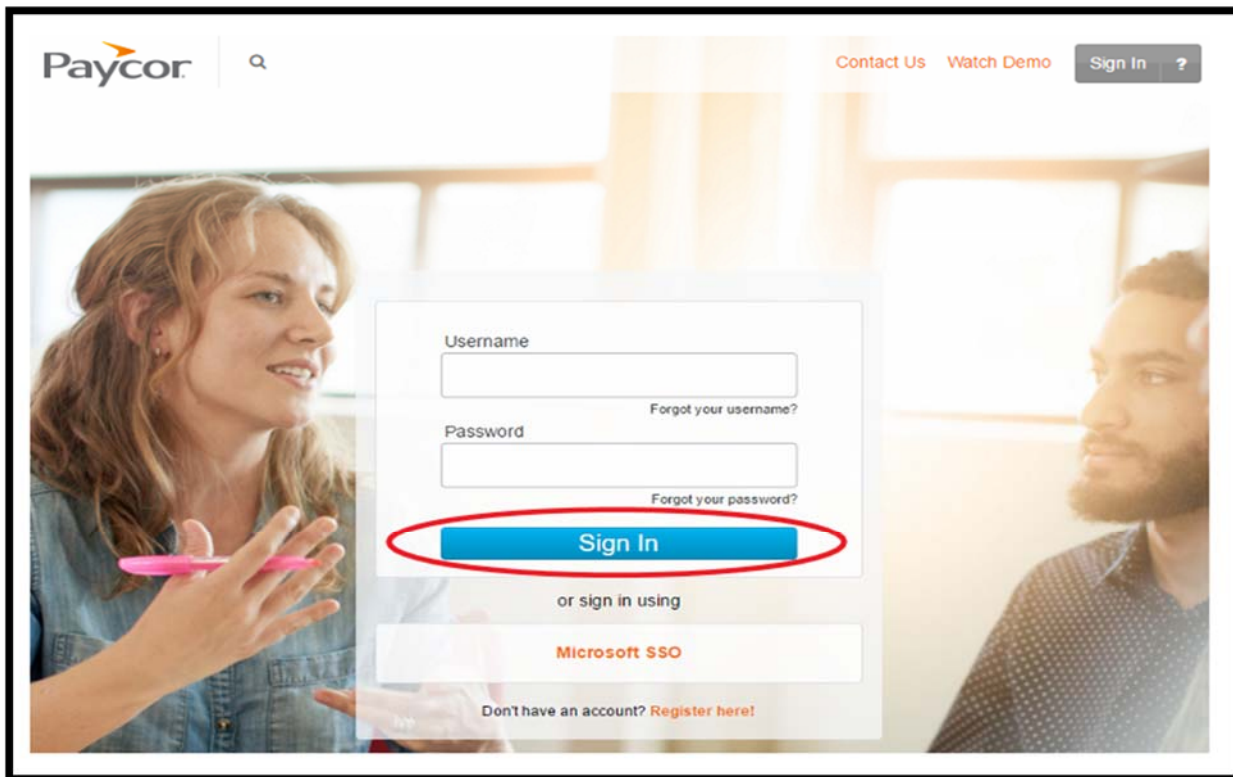 Paycor
Contact Us Watch Demo Sign In ?
Username
Forgot your username?
Password
Forgot your password?
Sign In
or sign in using
Microsoft SSO
Don't have an account? Register here!